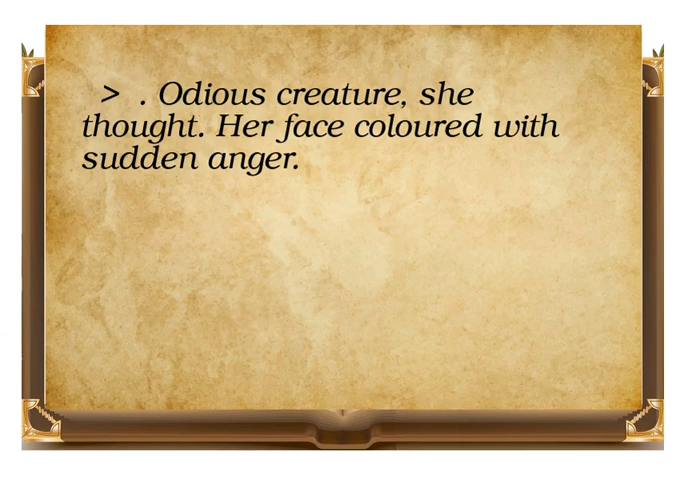 > . Odious creature, she
thought. Her face coloured with
sudden anger.